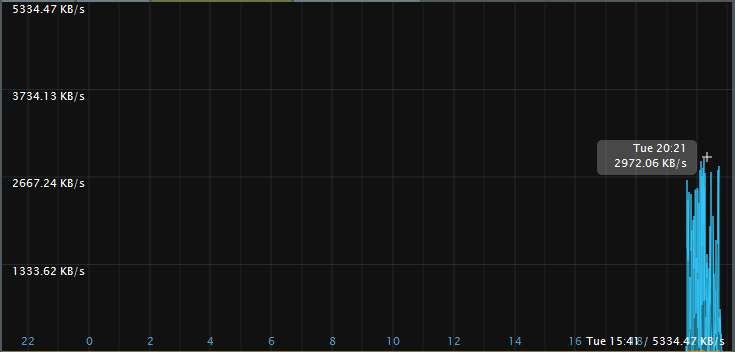 5334.47 KB/s
3734.13 KB/s
Tue 20:21
2972.06 KB/s
2667.24 KB/s
1333.62 KB/s
22 0 2 4 6 8 10 12 14 16 18
Tue 15:41 / 5334.47 KB/s